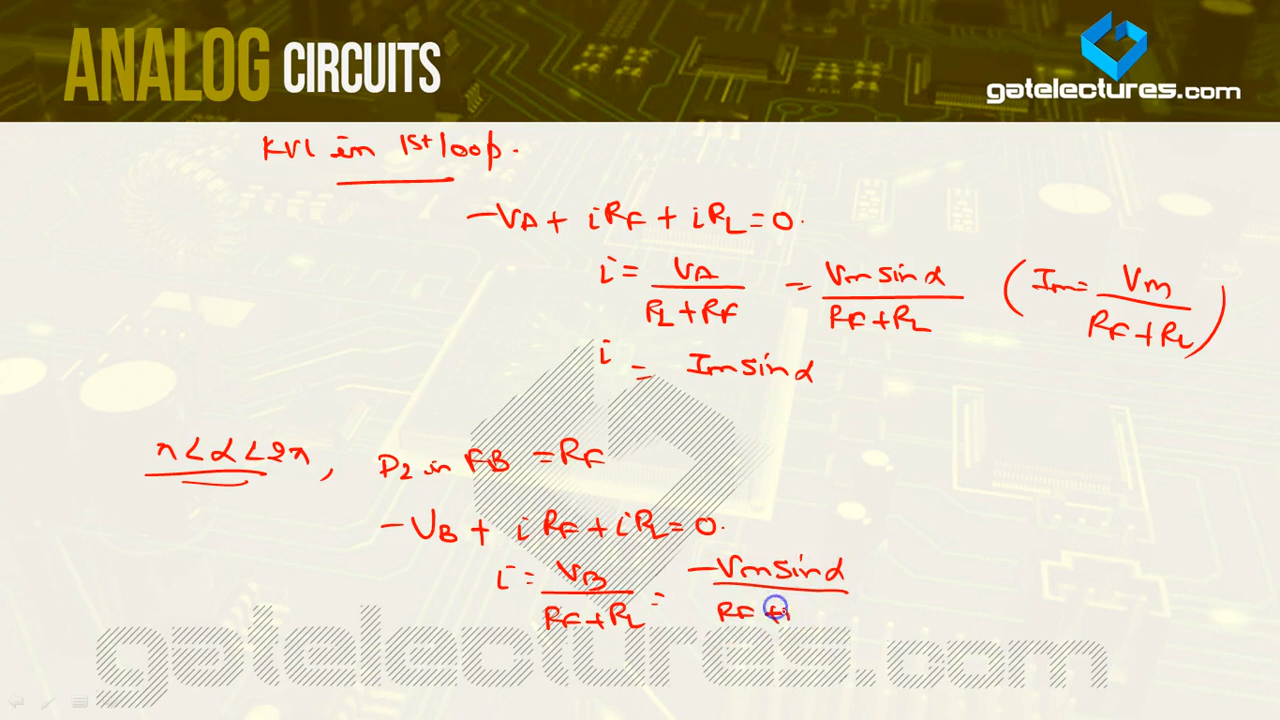 ANALOG CIRCUITS
gatelectures.com
KVL in 1st loop.
-VA + iRF + iRL = 0.
i = VA / (RL + RF) = Vm sin α / (RF + RL) (Im = Vm / (RF + RL))
i = Im sin α
π < α < 2π, D2 in FB = RF
-VB + iRF + iRL = 0.
i = VB / (RF + RL) = -Vm sin α / (RF +
gatelectures.com